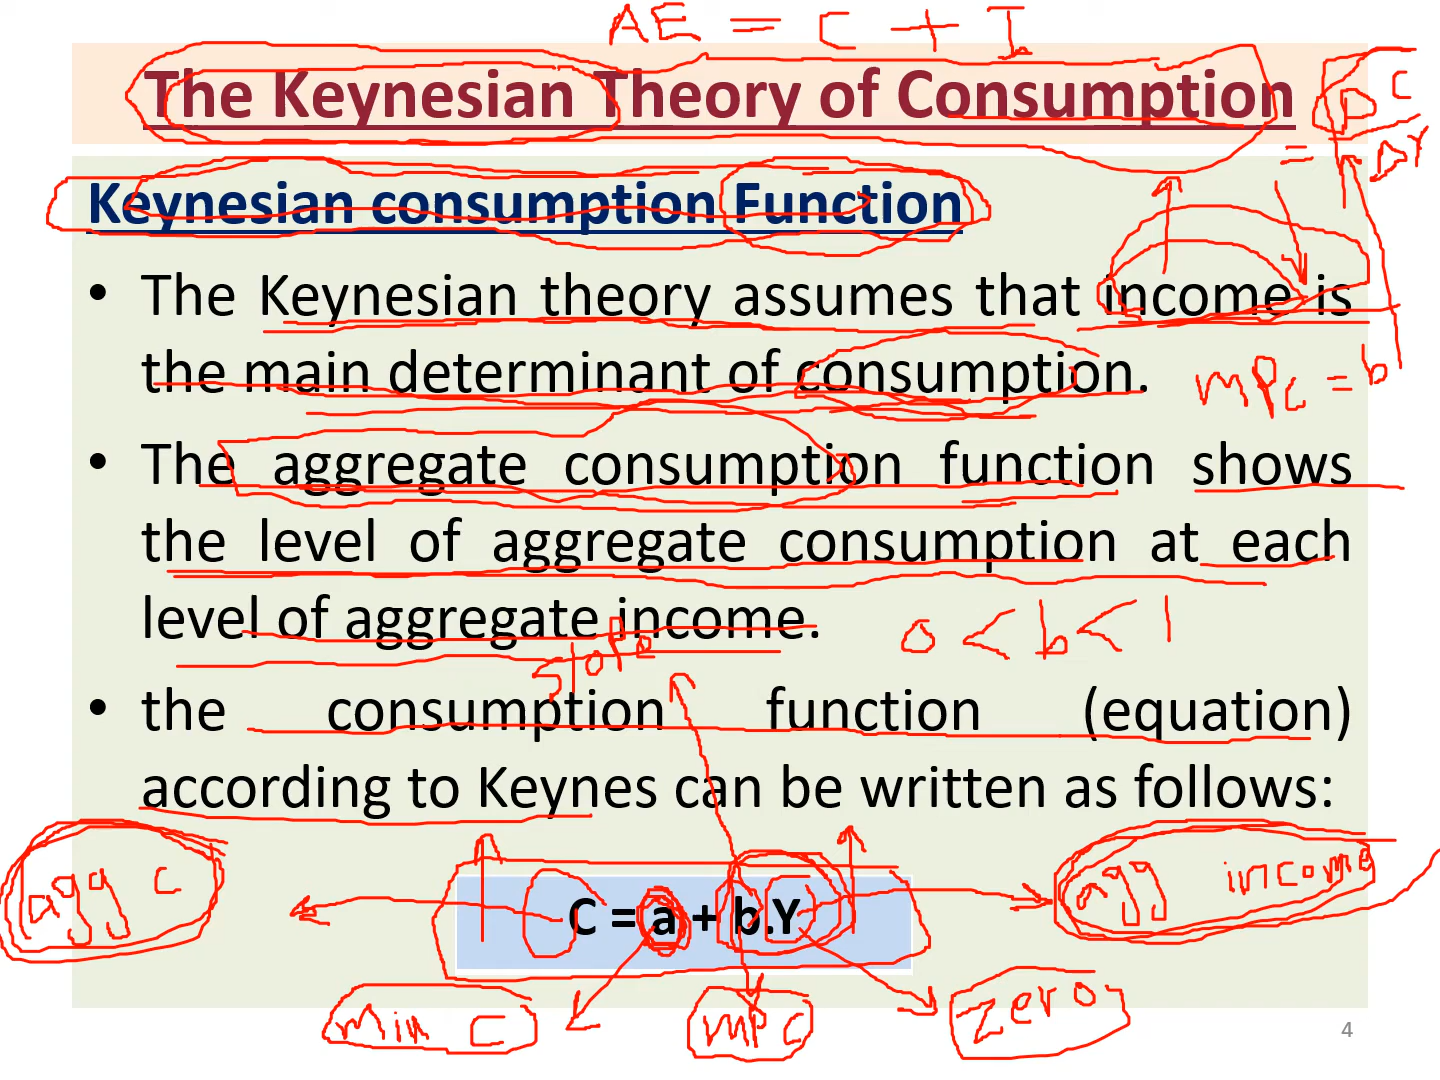 AE = C + I
The Keynesian Theory of Consumption
C
= ΔY
Keynesian consumption Function
• The Keynesian theory assumes that income is
the main determinant of consumption.
MPC = b
• The aggregate consumption function shows
the level of aggregate consumption at each
level of aggregate income.
0 < b < 1
slope
• the consumption function (equation)
according to Keynes can be written as follows:
agg C
agg income
C = a + b.Y
Min C
MPC
zero
4